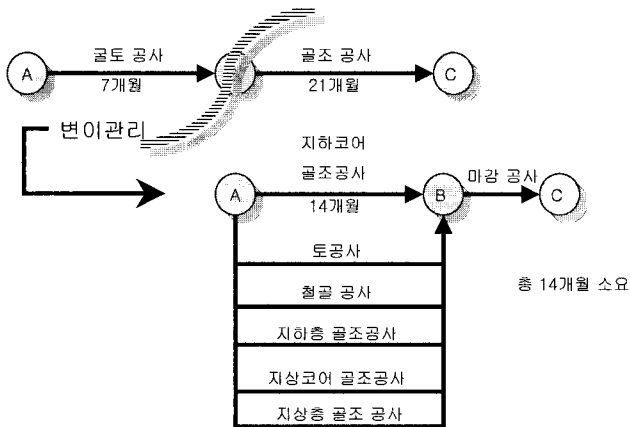 굴토 공사
골조 공사
A
C
7개월
21개월
변이관리
지하코어
골조공사
마감 공사
A
B
C
14개월
토공사
총 14개월 소요
철골 공사
지하층 골조공사
지상코어 골조공사
지상층 골조 공사